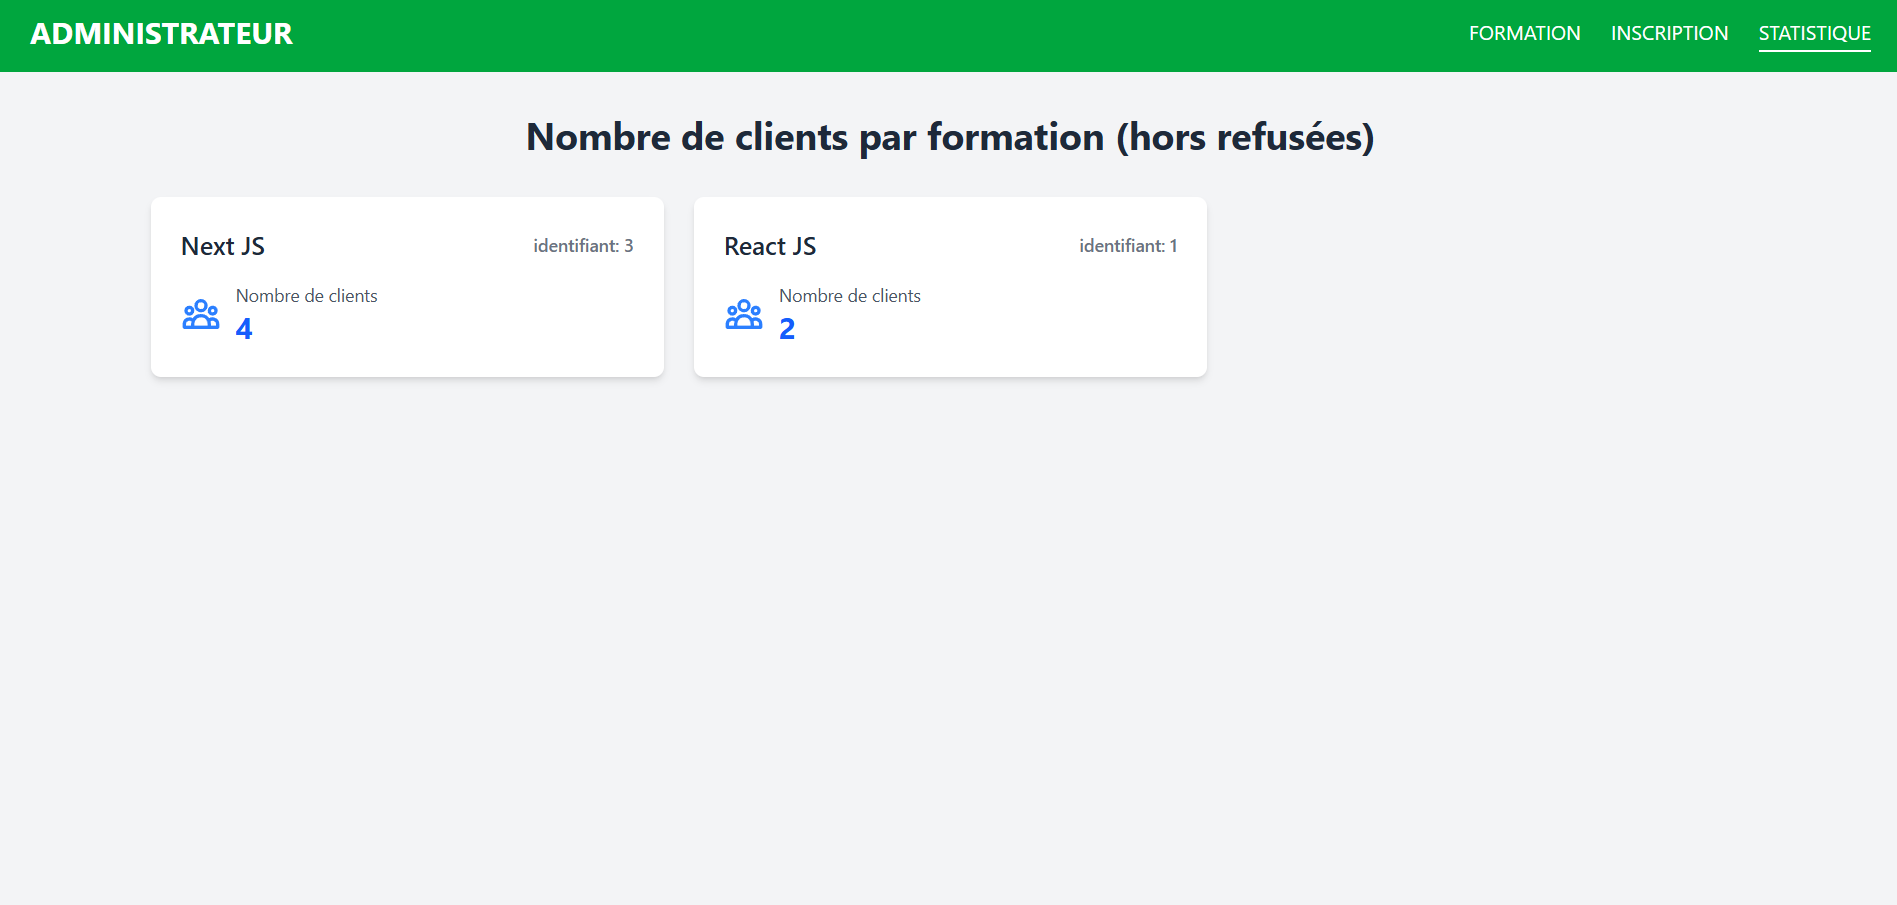 ADMINISTRATEUR
FORMATION INSCRIPTION STATISTIQUE
Nombre de clients par formation (hors refusées)
Next JS identifiant: 3
Nombre de clients
4
React JS identifiant: 1
Nombre de clients
2